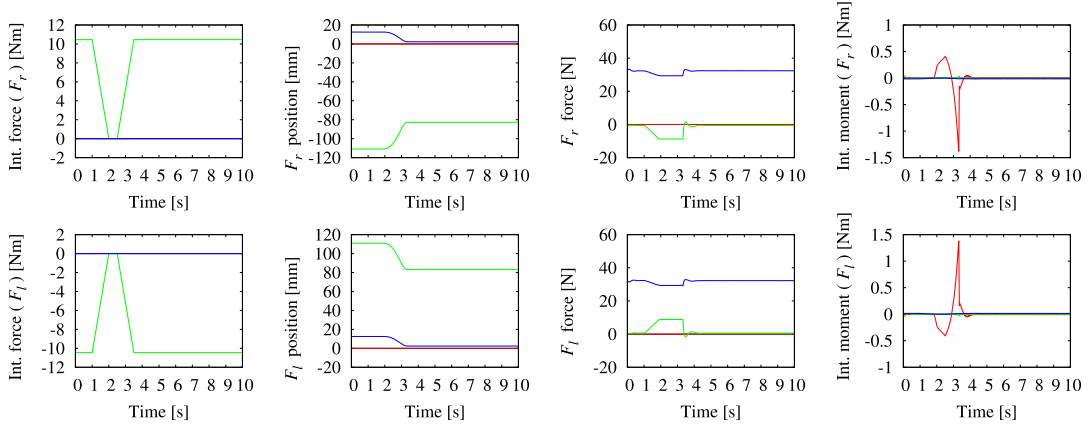 Int. force ( F_r ) [Nm]
12
10
8
6
4
2
0
-2
0 1 2 3 4 5 6 7 8 9 10
Time [s]
F_r position [mm]
20
0
-20
-40
-60
-80
-100
-120
0 1 2 3 4 5 6 7 8 9 10
Time [s]
F_r force [N]
60
40
20
0
-20
0 1 2 3 4 5 6 7 8 9 10
Time [s]
Int. moment ( F_r ) [Nm]
1
0.5
0
-0.5
-1
-1.5
0 1 2 3 4 5 6 7 8 9 10
Time [s]
Int. force ( F_l ) [Nm]
2
0
-2
-4
-6
-8
-10
-12
0 1 2 3 4 5 6 7 8 9 10
Time [s]
F_l position [mm]
120
100
80
60
40
20
0
-20
0 1 2 3 4 5 6 7 8 9 10
Time [s]
F_l force [N]
60
40
20
0
-20
0 1 2 3 4 5 6 7 8 9 10
Time [s]
Int. moment ( F_l ) [Nm]
1.5
1
0.5
0
-0.5
-1
0 1 2 3 4 5 6 7 8 9 10
Time [s]